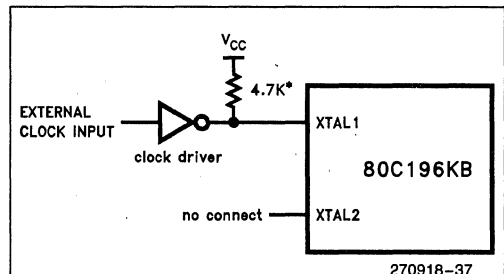 VCC
4.7K*
EXTERNAL
CLOCK INPUT
XTAL1
clock driver
80C196KB
no connect
XTAL2
270918-37